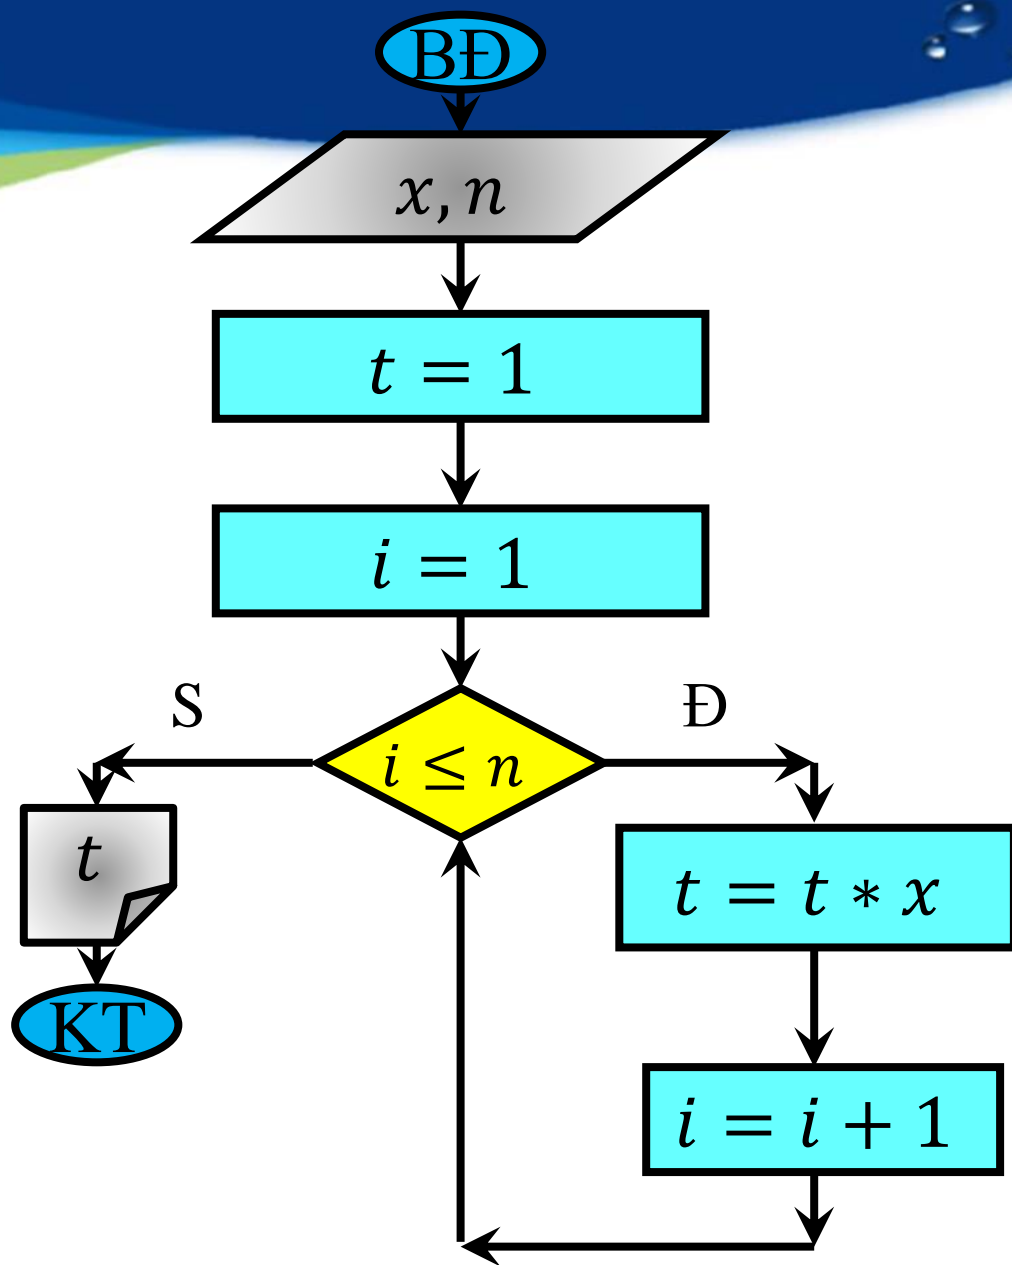 BĐ
x, n
t = 1
i = 1
S
Đ
i ≤ n
t
t = t ∗ x
KT
i = i + 1